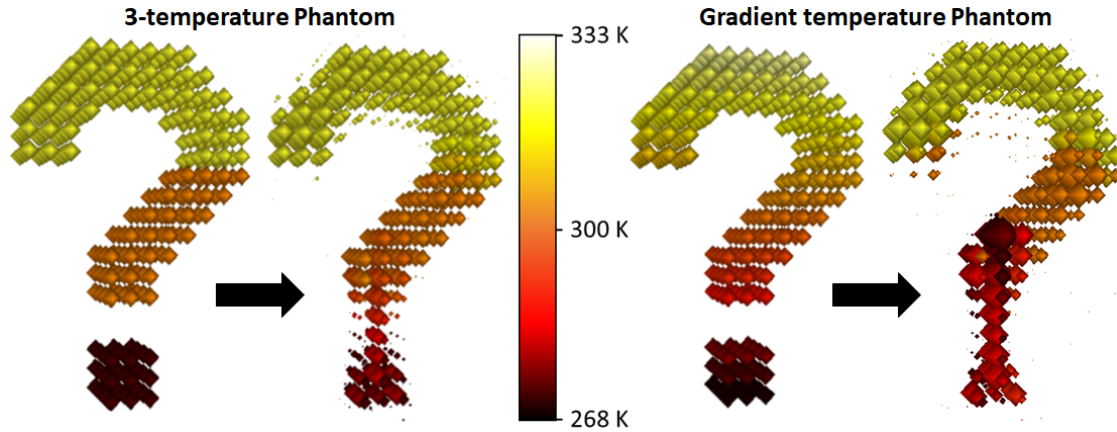 3-temperature Phantom
Gradient temperature Phantom
333 K
300 K
268 K